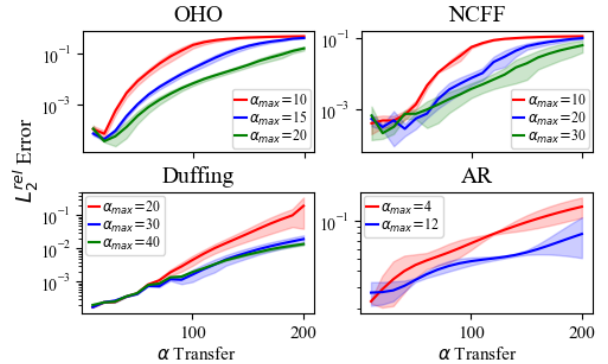 OHO
NCFF
10⁻¹
10⁻³
α_max = 10
α_max = 15
α_max = 20
10⁻¹
10⁻³
α_max = 10
α_max = 20
α_max = 30
L₂^rel Error
Duffing
AR
10⁻¹
10⁻²
10⁻³
α_max = 20
α_max = 30
α_max = 40
10⁻¹
α_max = 4
α_max = 12
100
200
100
200
α Transfer
α Transfer